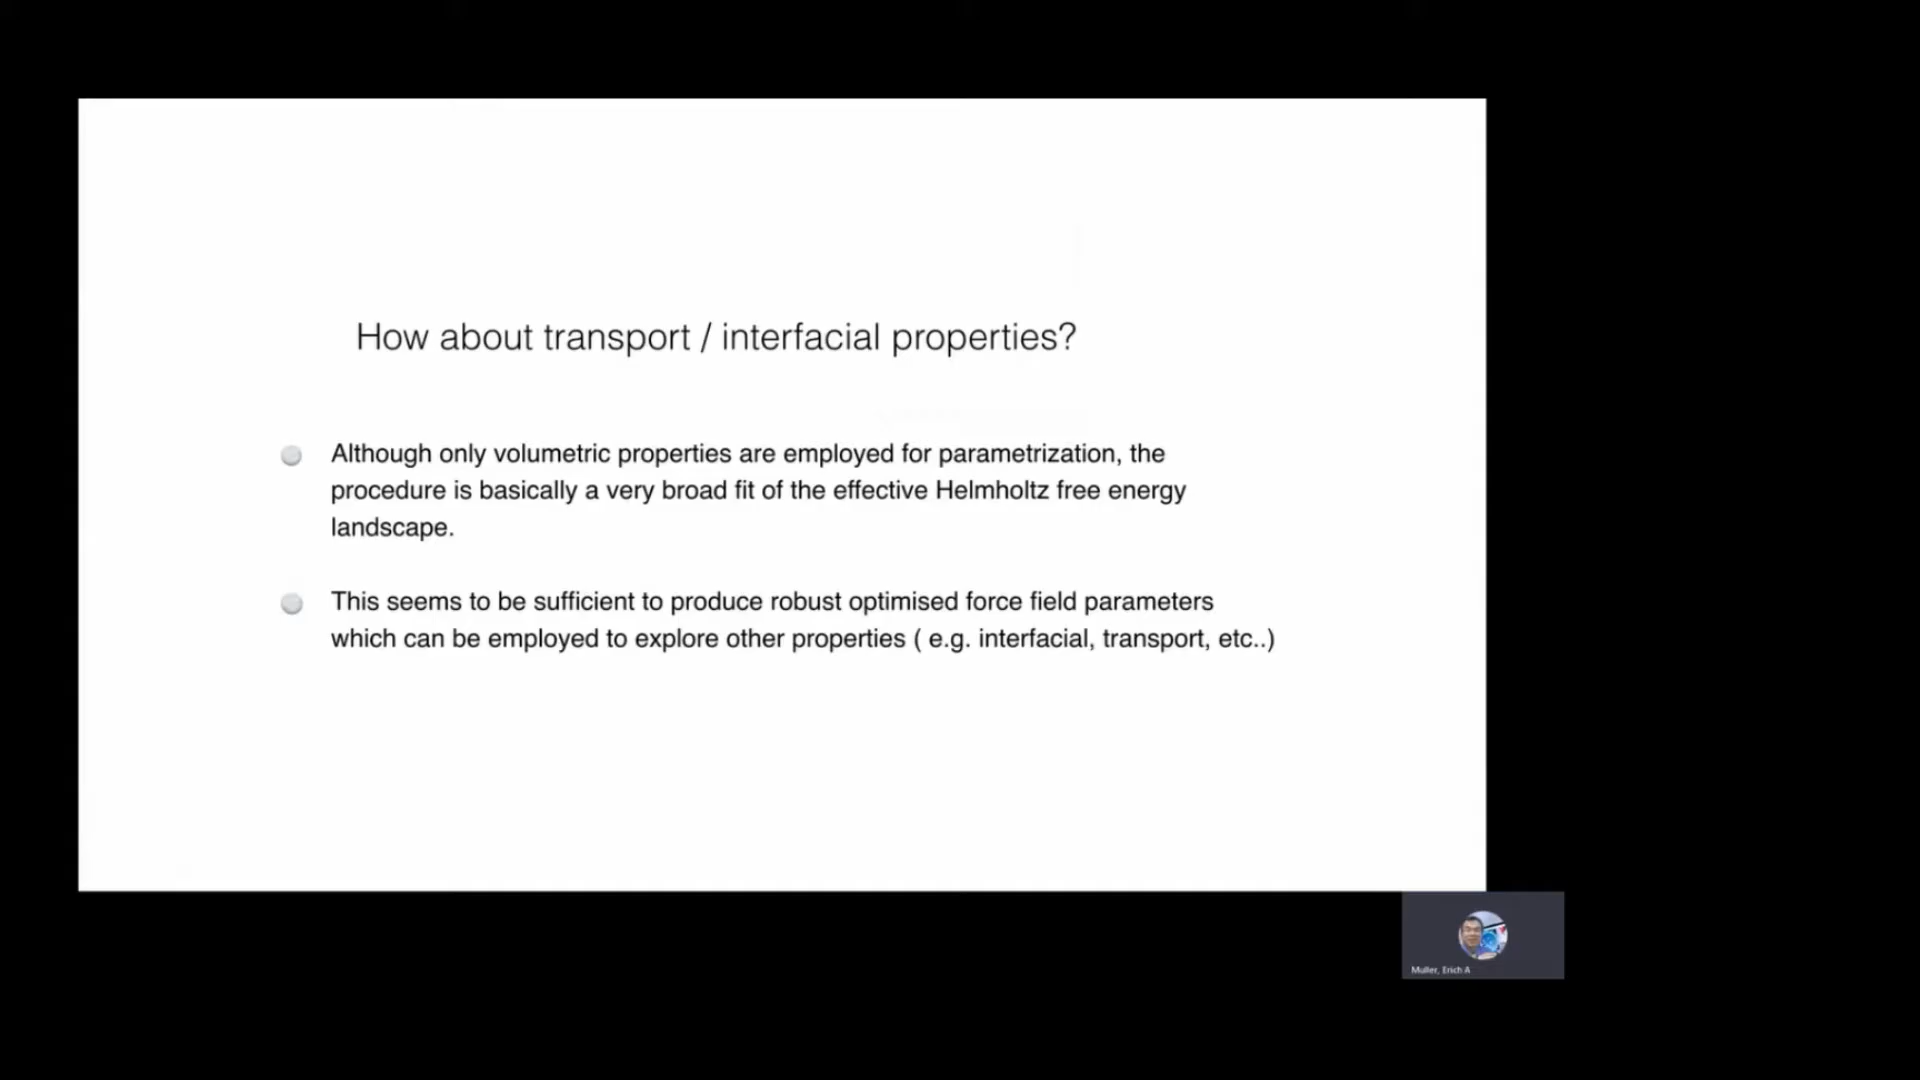 How about transport / interfacial properties?
Although only volumetric properties are employed for parametrization, the
procedure is basically a very broad fit of the effective Helmholtz free energy
landscape.
This seems to be sufficient to produce robust optimised force field parameters
which can be employed to explore other properties ( e.g. interfacial, transport, etc..)
Muller, Erich A